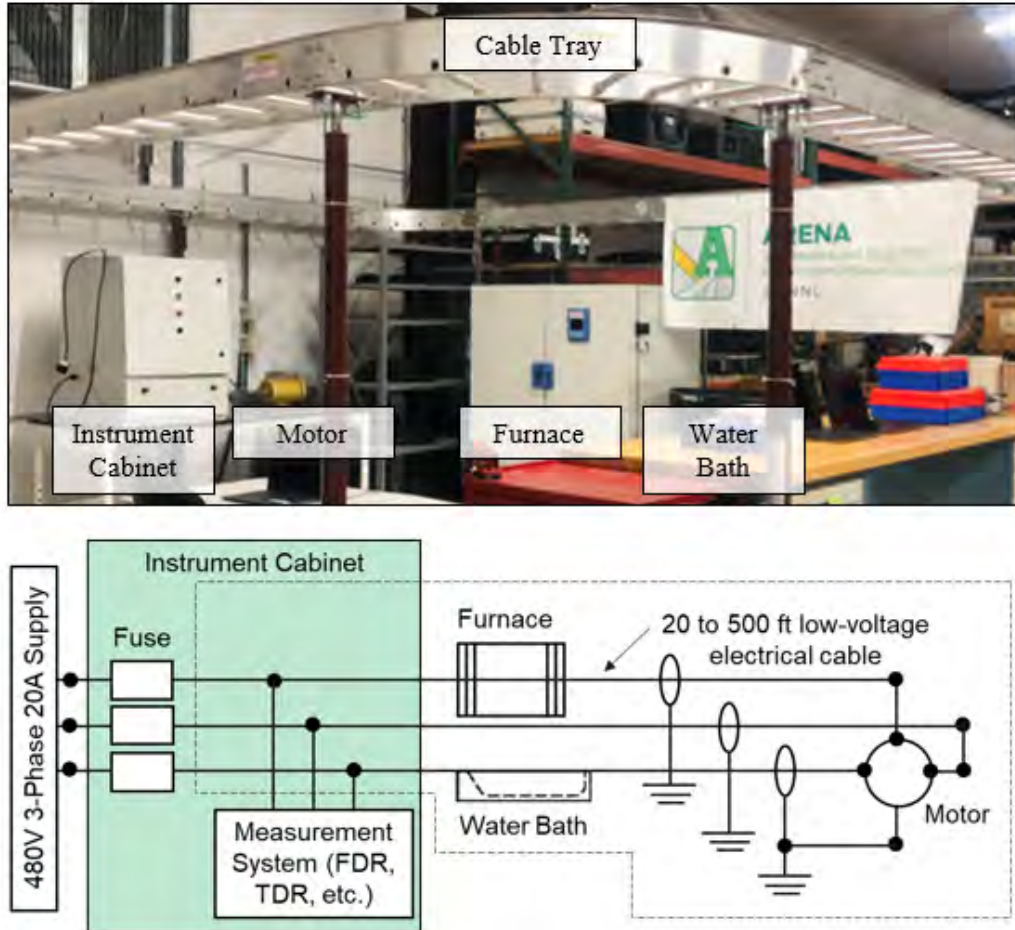 Cable Tray
ARENA
Instrument
Cabinet
Motor
Furnace
Water
Bath
480V 3-Phase 20A Supply
Instrument Cabinet
Fuse
Furnace
20 to 500 ft low-voltage
electrical cable
Water Bath
Motor
Measurement
System (FDR,
TDR, etc.)